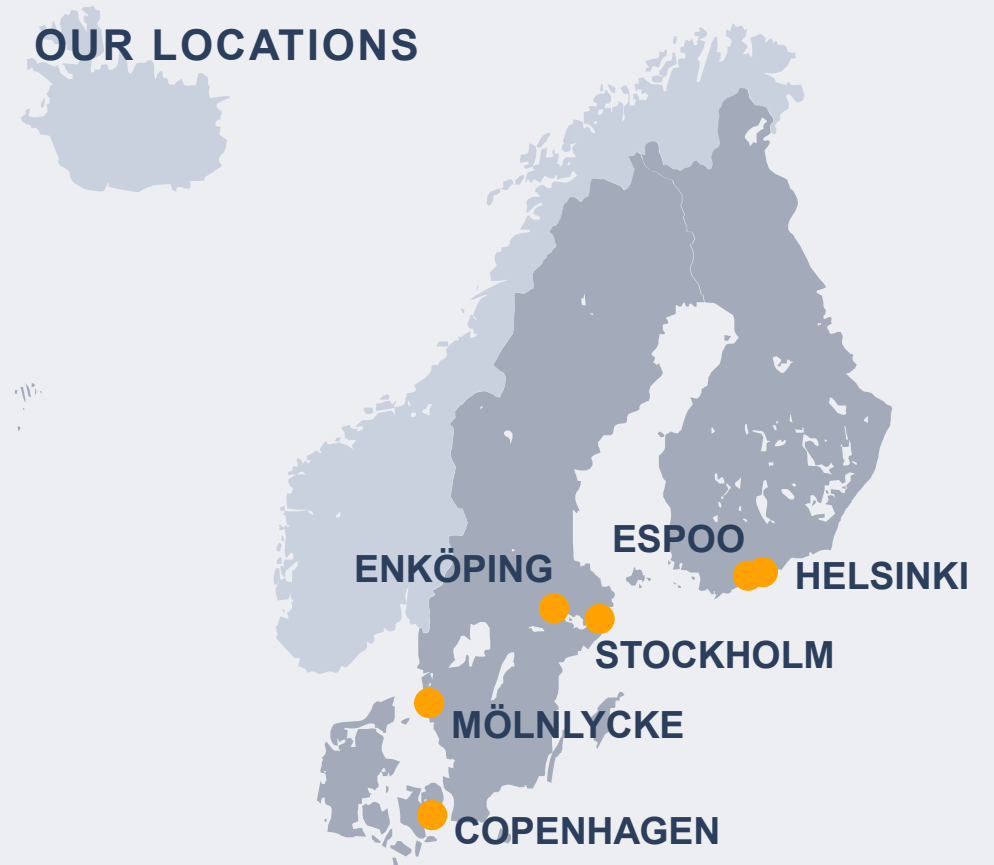 OUR LOCATIONS
ESPOO
ENKÖPING
HELSINKI
STOCKHOLM
MÖLNLYCKE
COPENHAGEN